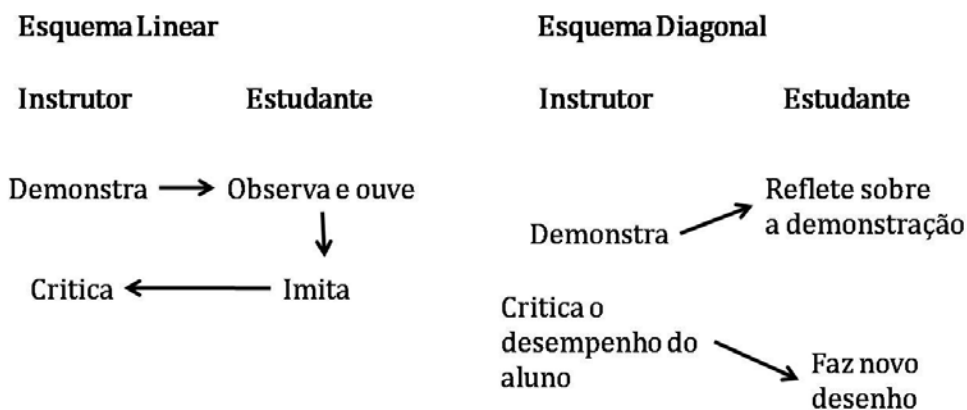 Esquema Linear
Instrutor Estudante
Demonstra Observa e ouve
Critica Imita
Esquema Diagonal
Instrutor Estudante
Demonstra
Reflete sobre
a demonstração
Critica o
desempenho do
aluno
Faz novo
desenho